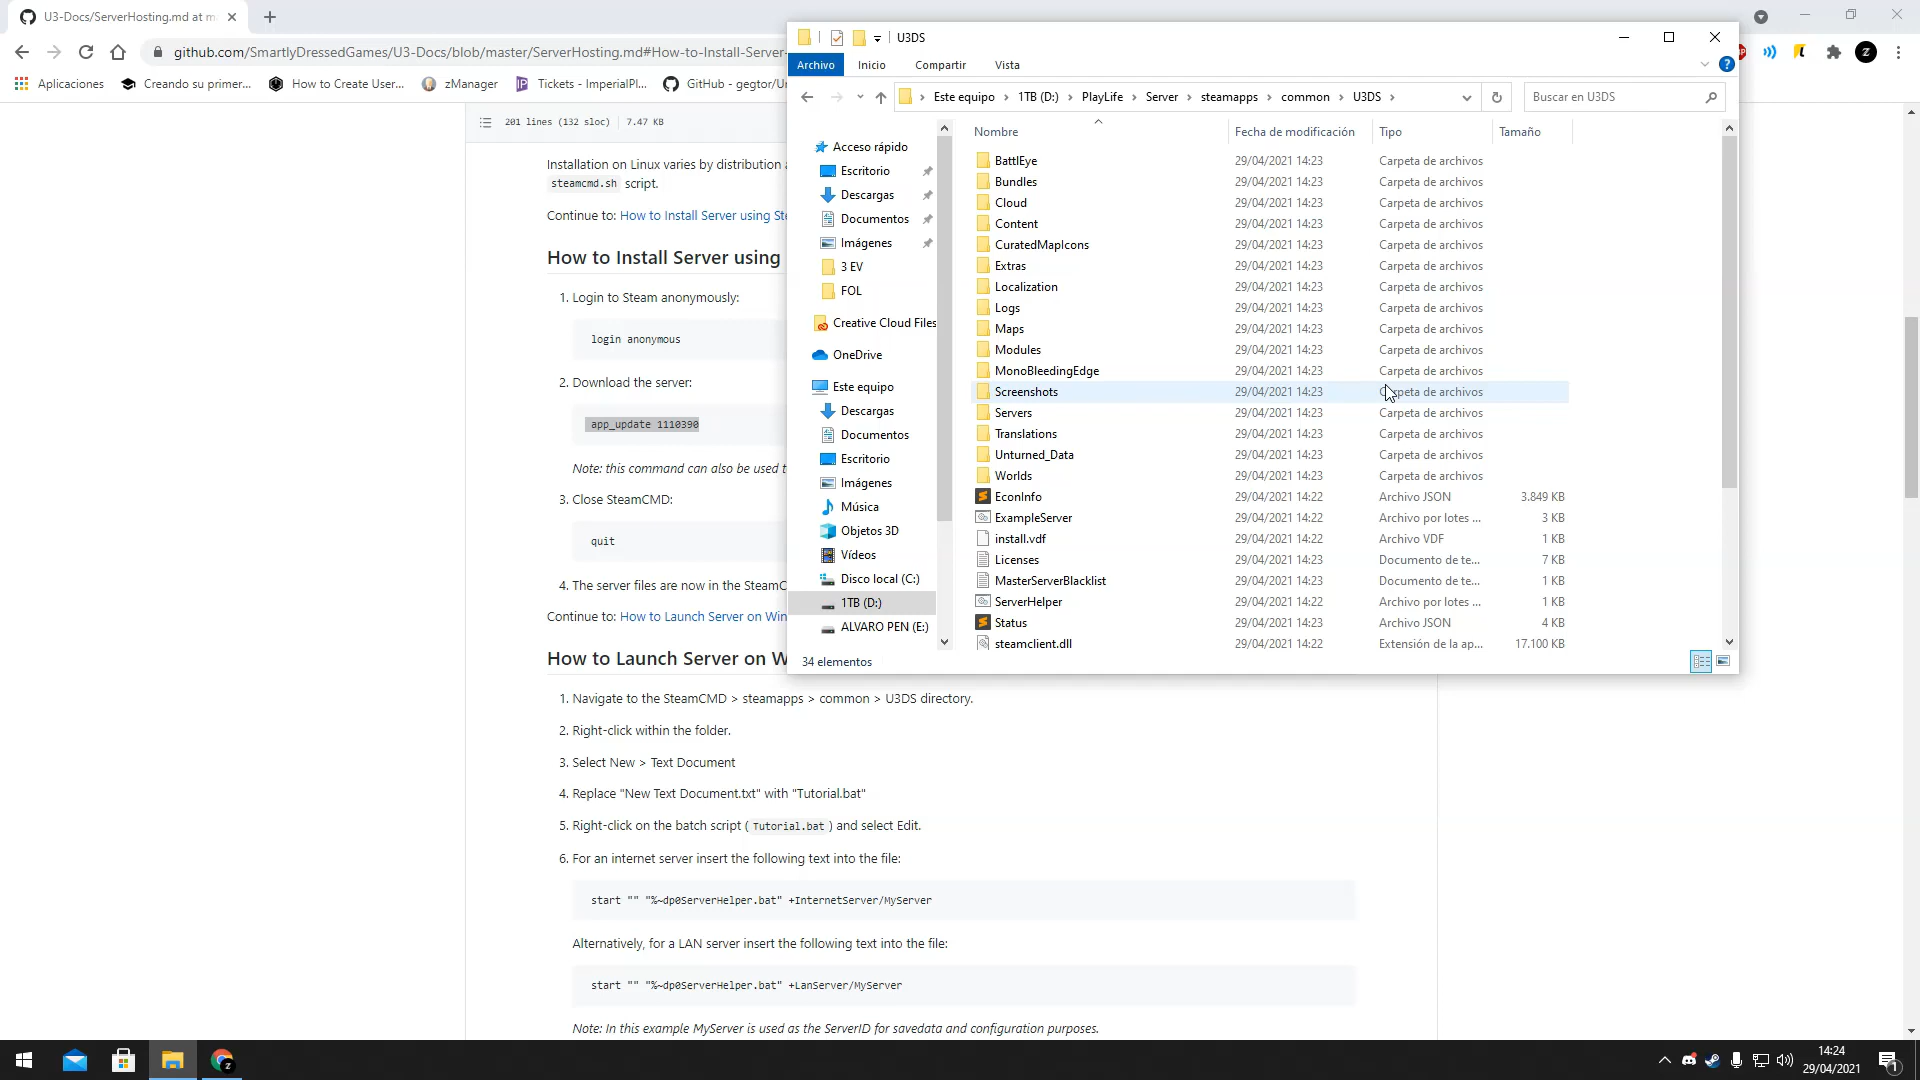 U3-Docs/ServerHosting.md at m
github.com/SmartlyDressedGames/U3-Docs/blob/master/ServerHosting.md#How-to-Install-Server-
Aplicaciones
Creando su primer...
How to Create User...
zManager
Tickets - ImperialPl...
GitHub - gegtor/Ur
201 lines (132 sloc)
7.47 KB
Installation on Linux varies by distribution a
steamcmd.sh script.
Continue to: How to Install Server using Ste
How to Install Server using
1. Login to Steam anonymously:
login anonymous
2. Download the server:
app_update 1110390
Note: this command can also be used t
3. Close SteamCMD:
quit
4. The server files are now in the SteamC
Continue to: How to Launch Server on Win
How to Launch Server on W
1. Navigate to the SteamCMD > steamapps > common > U3DS directory.
2. Right-click within the folder.
3. Select New > Text Document
4. Replace "New Text Document.txt" with "Tutorial.bat"
5. Right-click on the batch script ( Tutorial.bat ) and select Edit.
6. For an internet server insert the following text into the file:
start "" "%~dp0ServerHelper.bat" +InternetServer/MyServer
Alternatively, for a LAN server insert the following text into the file:
start "" "%~dp0ServerHelper.bat" +LanServer/MyServer
Note: In this example MyServer is used as the ServerID for savedata and configuration purposes.
U3DS
Archivo
Inicio
Compartir
Vista
Este equipo
1TB (D:)
PlayLife
Server
steamapps
common
U3DS
Buscar en U3DS
Acceso rápido
Escritorio
Descargas
Documentos
Imágenes
3 EV
FOL
Creative Cloud Files
OneDrive
Este equipo
Descargas
Documentos
Escritorio
Imágenes
Música
Objetos 3D
Vídeos
Disco local (C:)
1TB (D:)
ALVARO PEN (E:)
Nombre Fecha de modificación Tipo Tamaño
BattlEye 29/04/2021 14:23 Carpeta de archivos
Bundles 29/04/2021 14:23 Carpeta de archivos
Cloud 29/04/2021 14:23 Carpeta de archivos
Content 29/04/2021 14:23 Carpeta de archivos
CuratedMapIcons 29/04/2021 14:23 Carpeta de archivos
Extras 29/04/2021 14:23 Carpeta de archivos
Localization 29/04/2021 14:23 Carpeta de archivos
Logs 29/04/2021 14:23 Carpeta de archivos
Maps 29/04/2021 14:23 Carpeta de archivos
Modules 29/04/2021 14:23 Carpeta de archivos
MonoBleedingEdge 29/04/2021 14:23 Carpeta de archivos
Screenshots 29/04/2021 14:23 Carpeta de archivos
Servers 29/04/2021 14:23 Carpeta de archivos
Translations 29/04/2021 14:23 Carpeta de archivos
Unturned_Data 29/04/2021 14:23 Carpeta de archivos
Worlds 29/04/2021 14:23 Carpeta de archivos
EconInfo 29/04/2021 14:22 Archivo JSON 3.849 KB
ExampleServer 29/04/2021 14:22 Archivo por lotes ... 3 KB
install.vdf 29/04/2021 14:22 Archivo VDF 1 KB
Licenses 29/04/2021 14:23 Documento de te... 7 KB
MasterServerBlacklist 29/04/2021 14:23 Documento de te... 1 KB
ServerHelper 29/04/2021 14:22 Archivo por lotes ... 1 KB
Status 29/04/2021 14:23 Archivo JSON 4 KB
steamclient.dll 29/04/2021 14:22 Extensión de la ap... 17.100 KB
34 elementos
14:24
29/04/2021
1